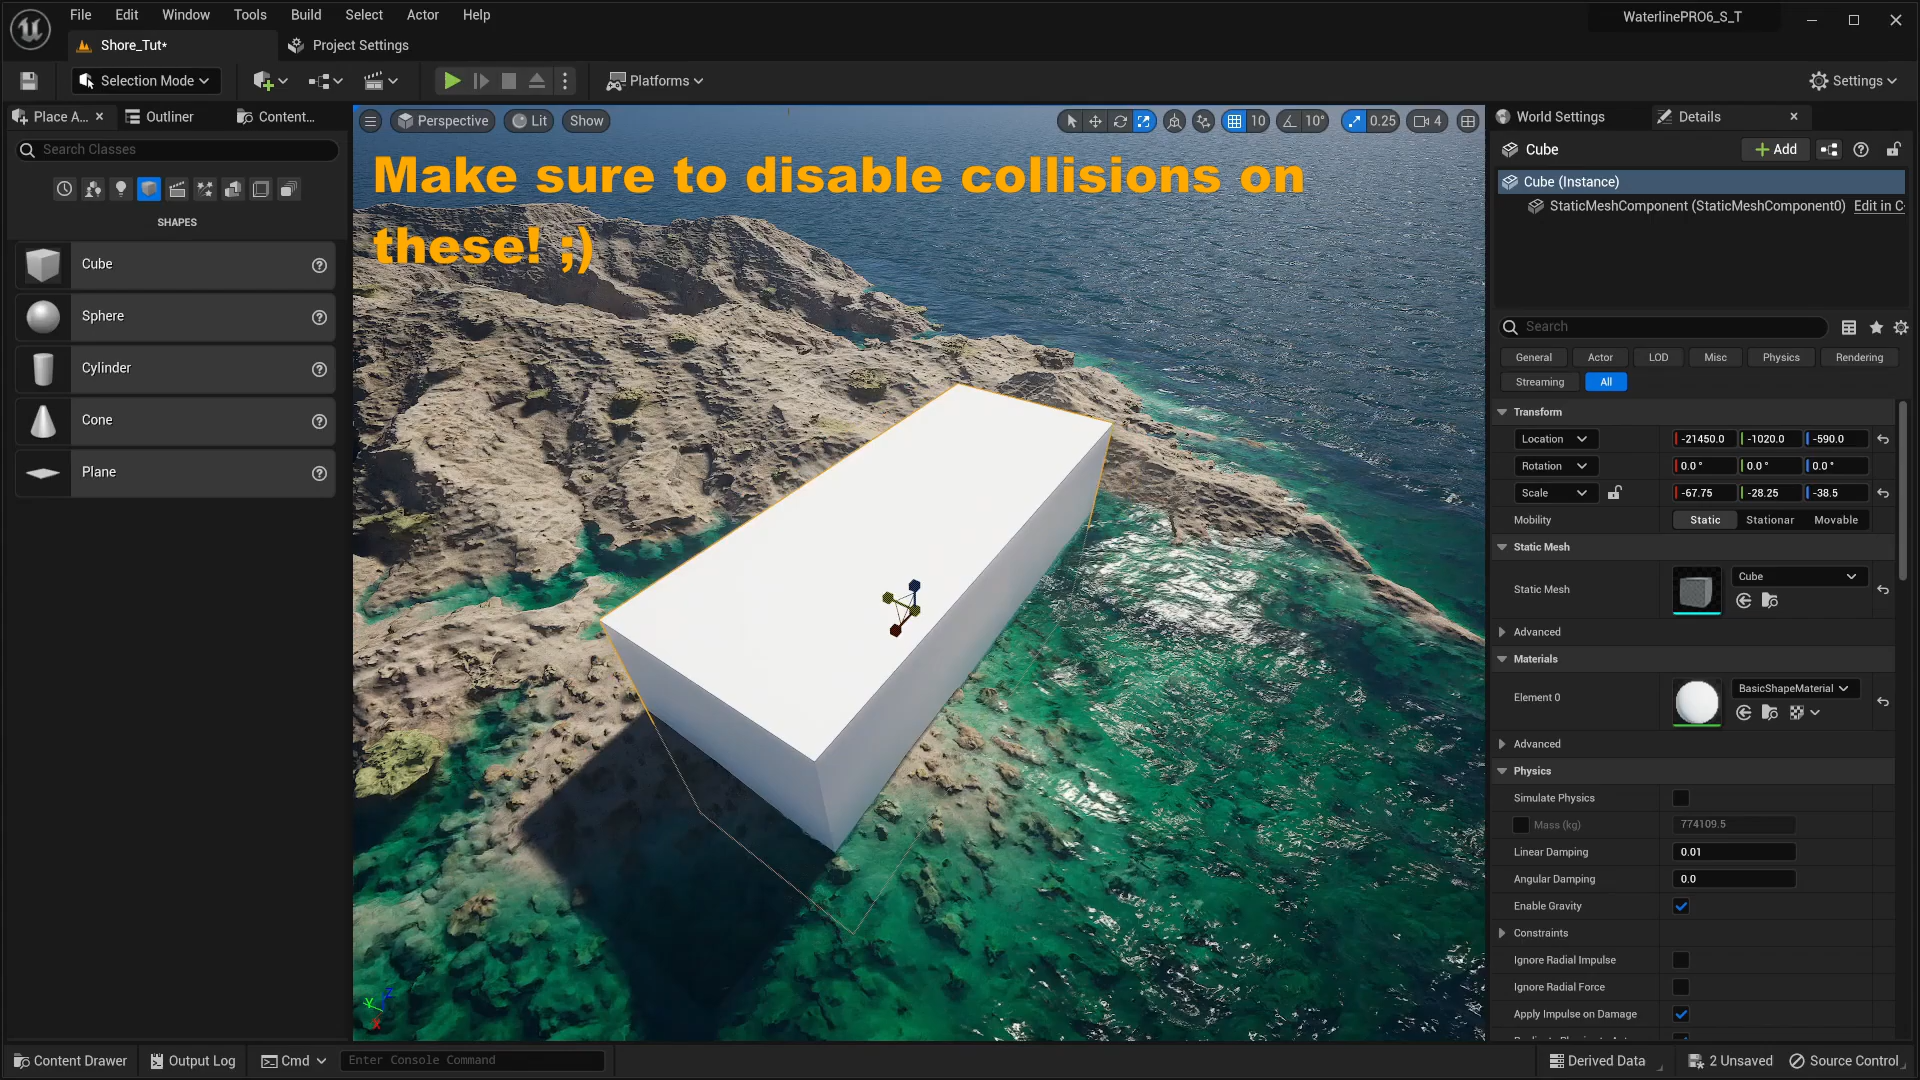 File Edit Window Tools Build Select Actor Help
WaterlinePRO6_S_T
Shore_Tut*
Project Settings
Selection Mode
Platforms
Settings
Place A...
Outliner
Content...
Perspective
Lit
Show
10
10°
0.25
4
World Settings
Details
Search Classes
SHAPES
Cube
Sphere
Cylinder
Cone
Plane
Make sure to disable collisions on
these! ;)
Cube
Add
Cube (Instance)
StaticMeshComponent (StaticMeshComponent0) Edit in C
Search
General Actor LOD Misc Physics Rendering
Streaming All
Transform
Location -21450.0 -1020.0 -590.0
Rotation 0.0 ° 0.0 ° 0.0 °
Scale -67.75 -28.25 -38.5
Mobility Static Stationar Movable
Static Mesh
Static Mesh Cube
Advanced
Materials
Element 0 BasicShapeMaterial
Advanced
Physics
Simulate Physics
Mass (kg) 774109.5
Linear Damping 0.01
Angular Damping 0.0
Enable Gravity
Constraints
Ignore Radial Impulse
Ignore Radial Force
Apply Impulse on Damage
Z
Y
X
Content Drawer
Output Log
Cmd
Enter Console Command
Derived Data
2 Unsaved
Source Control